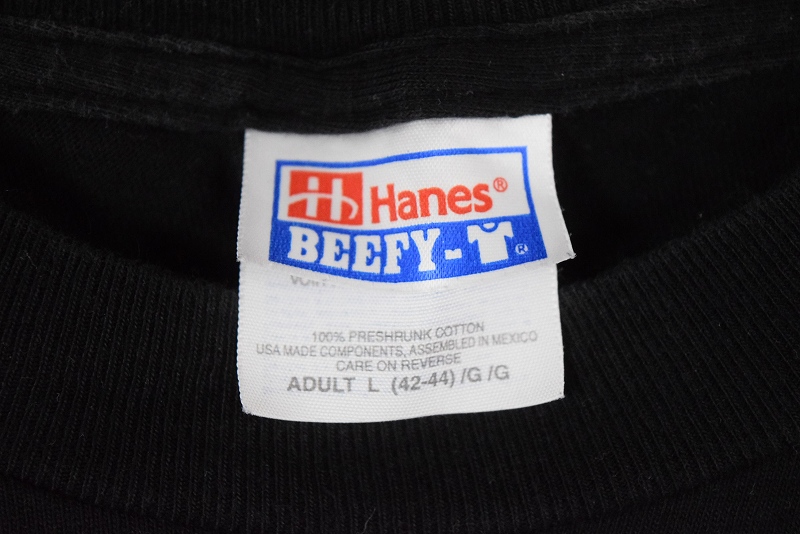 Hanes®
BEEFY-T®
100% PRESHRUNK COTTON
USA MADE COMPONENTS, ASSEMBLED IN MEXICO
CARE ON REVERSE
ADULT L (42-44) /G /G